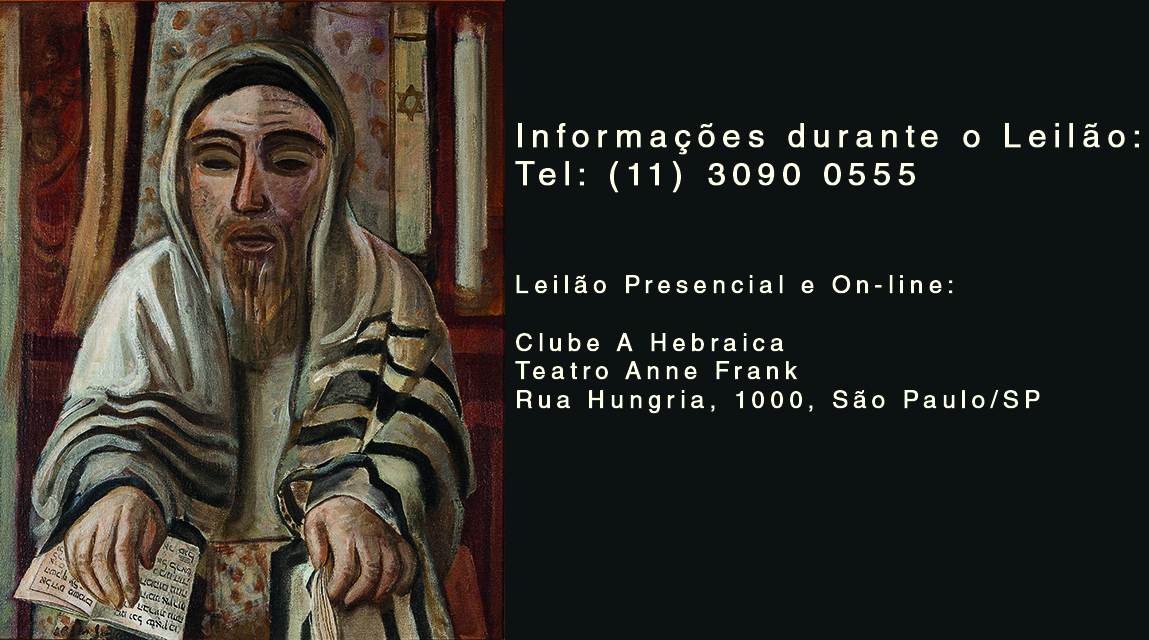 Informações durante o Leilão:
Tel: (11) 3090 0555
Leilão Presencial e On-line:
Clube A Hebraica
Teatro Anne Frank
Rua Hungria, 1000, São Paulo/SP